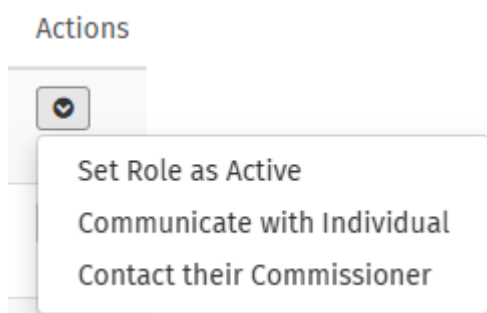 Actions
Set Role as Active
Communicate with Individual
Contact their Commissioner